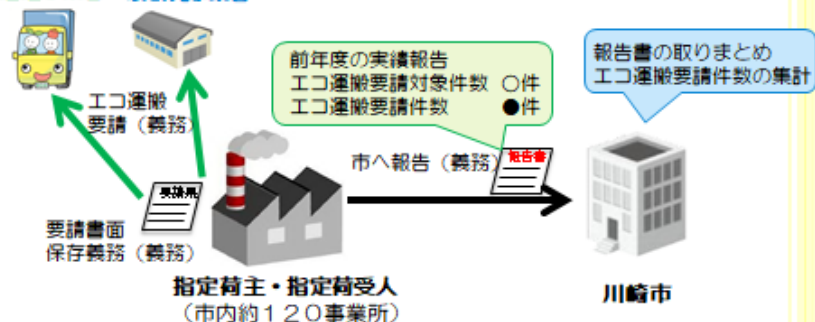 前年度の実績報告
エコ運搬要請対象件数 ○件
エコ運搬要請件数 ●件
報告書の取りまとめ
エコ運搬要請件数の集計
エコ運搬
要請（義務）
市へ報告（義務）
報告書
要請書面
保存義務（義務）
指定荷主・指定荷受人
（市内約１２０事業所）
川崎市